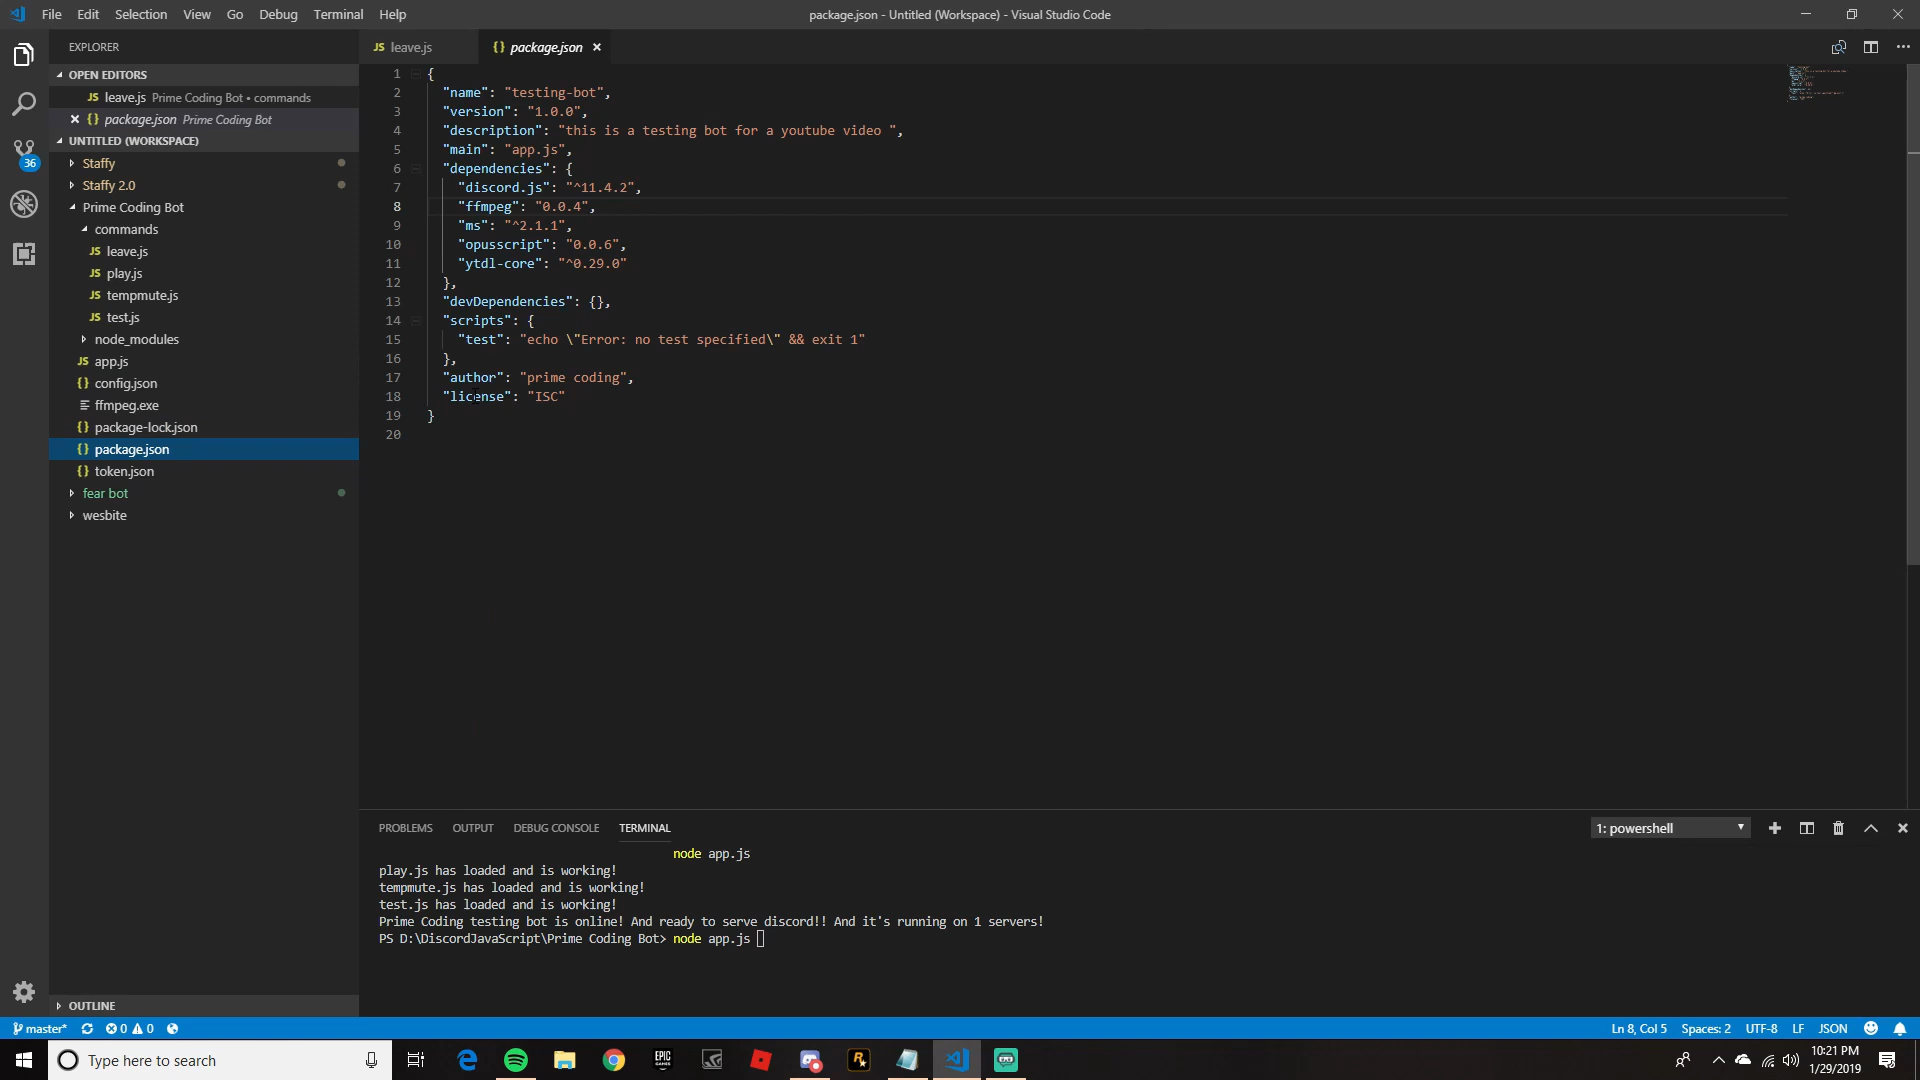 File Edit Selection View Go Debug Terminal Help
package.json - Untitled (Workspace) - Visual Studio Code
EXPLORER
OPEN EDITORS
JS leave.js Prime Coding Bot • commands
{} package.json Prime Coding Bot
UNTITLED (WORKSPACE)
Staffy
Staffy 2.0
Prime Coding Bot
commands
JS leave.js
JS play.js
JS tempmute.js
JS test.js
node_modules
JS app.js
config.json
ffmpeg.exe
{} package-lock.json
{} package.json
{} token.json
fear bot
wesbite
OUTLINE
36
JS leave.js
{} package.json
1 {
2 "name": "testing-bot",
3 "version": "1.0.0",
4 "description": "this is a testing bot for a youtube video ",
5 "main": "app.js",
6 "dependencies": {
7 "discord.js": "^11.4.2",
8 "ffmpeg": "0.0.4",
9 "ms": "^2.1.1",
10 "opusscript": "0.0.6",
11 "ytdl-core": "^0.29.0"
12 },
13 "devDependencies": {},
14 "scripts": {
15 "test": "echo \"Error: no test specified\" && exit 1"
16 },
17 "author": "prime coding",
18 "license": "ISC"
19 }
20
PROBLEMS OUTPUT DEBUG CONSOLE TERMINAL
1: powershell
node app.js
play.js has loaded and is working!
tempmute.js has loaded and is working!
test.js has loaded and is working!
Prime Coding testing bot is online! And ready to serve discord!! And it's running on 1 servers!
PS D:\DiscordJavaScript\Prime Coding Bot> node app.js
master* 0 0
Ln 8, Col 5 Spaces: 2 UTF-8 LF JSON
Type here to search
EPIC GAMES
10:21 PM
1/29/2019